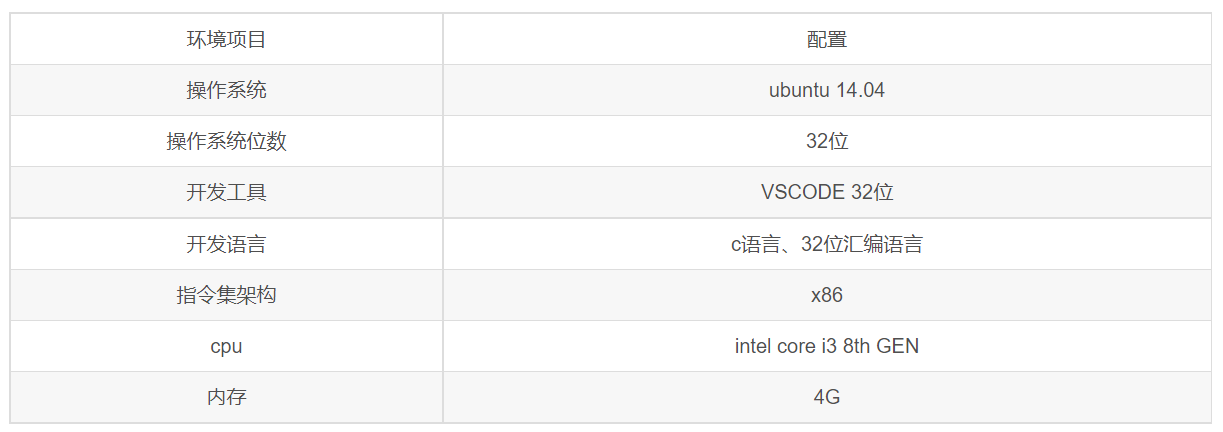 环境项目 配置
操作系统 ubuntu 14.04
操作系统位数 32位
开发工具 VSCODE 32位
开发语言 c语言、32位汇编语言
指令集架构 x86
cpu intel core i3 8th GEN
内存 4G